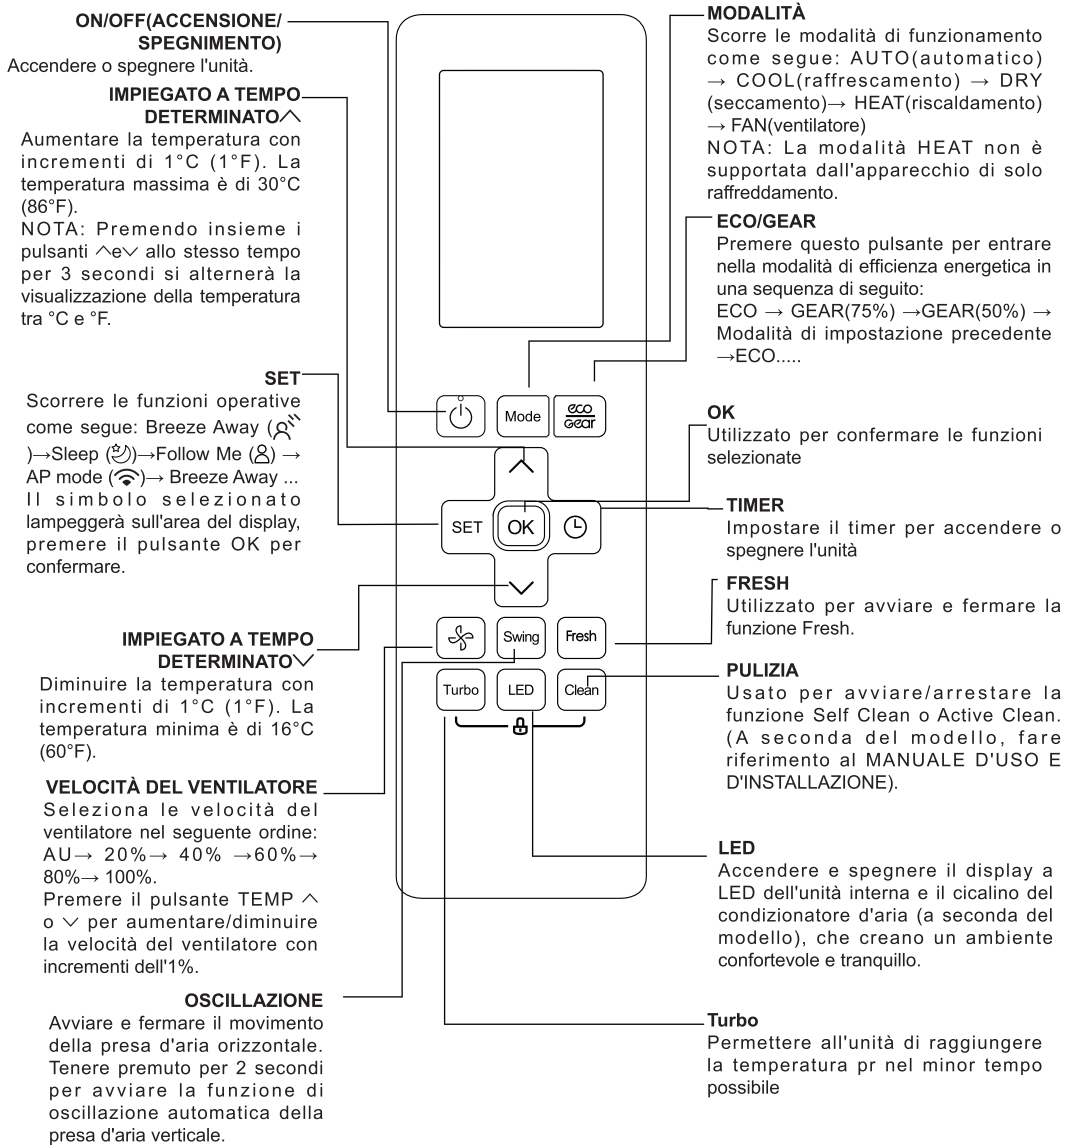 ON/OFF(ACCENSIONE/
SPEGNIMENTO)
Accendere o spegnere l'unità.
IMPIEGATO A TEMPO
DETERMINATO︿
Aumentare la temperatura con
incrementi di 1°C (1°F). La
temperatura massima è di 30°C
(86°F).
NOTA: Premendo insieme i
pulsanti ︿e﹀ allo stesso tempo
per 3 secondi si alternerà la
visualizzazione della temperatura
tra °C e °F.
SET
Scorrere le funzioni operative
come segue: Breeze Away (
)→Sleep ( )→Follow Me ( ) →
AP mode ( )→ Breeze Away ...
Il simbolo selezionato
lampeggerà sull'area del display,
premere il pulsante OK per
confermare.
IMPIEGATO A TEMPO
DETERMINATO﹀
Diminuire la temperatura con
incrementi di 1°C (1°F). La
temperatura minima è di 16°C
(60°F).
VELOCITÀ DEL VENTILATORE
Seleziona le velocità del
ventilatore nel seguente ordine:
AU→ 20%→ 40% →60%→
80%→ 100%.
Premere il pulsante TEMP ︿
o ﹀ per aumentare/diminuire
la velocità del ventilatore con
incrementi dell'1%.
OSCILLAZIONE
Avviare e fermare il movimento
della presa d'aria orizzontale.
Tenere premuto per 2 secondi
per avviare la funzione di
oscillazione automatica della
presa d'aria verticale.
Mode
eco
Gear
SET
OK
Swing
Fresh
Turbo
LED
Clean
MODALITÀ
Scorre le modalità di funzionamento
come segue: AUTO(automatico)
→ COOL(raffrescamento) → DRY
(seccamento)→ HEAT(riscaldamento)
→ FAN(ventilatore)
NOTA: La modalità HEAT non è
supportata dall'apparecchio di solo
raffreddamento.
ECO/GEAR
Premere questo pulsante per entrare
nella modalità di efficienza energetica in
una sequenza di seguito:
ECO → GEAR(75%) →GEAR(50%) →
Modalità di impostazione precedente
→ECO.....
OK
Utilizzato per confermare le funzioni
selezionate
TIMER
Impostare il timer per accendere o
spegnere l'unità
FRESH
Utilizzato per avviare e fermare la
funzione Fresh.
PULIZIA
Usato per avviare/arrestare la
funzione Self Clean o Active Clean.
(A seconda del modello, fare
riferimento al MANUALE D'USO E
D'INSTALLAZIONE).
LED
Accendere e spegnere il display a
LED dell'unità interna e il cicalino del
condizionatore d'aria (a seconda del
modello), che creano un ambiente
confortevole e tranquillo.
Turbo
Permettere all'unità di raggiungere
la temperatura pr nel minor tempo
possibile